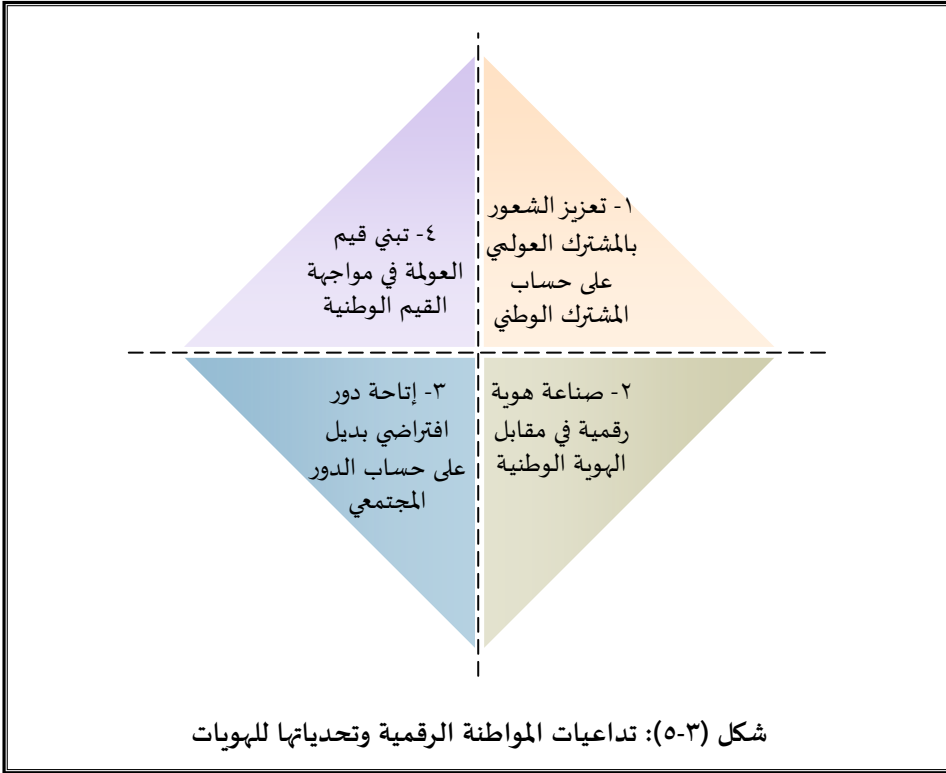 ١- تعزيز الشعور
بالمشترك العولمي
على حساب
المشترك الوطني
٢- صناعة هوية
رقمية في مقابل
الهوية الوطنية
٣- إتاحة دور
افتراضي بديل
على حساب الدور
المجتمعي
٤- تبني قيم
العولمة في مواجهة
القيم الوطنية
شكل (٣-٥): تداعيات المواطنة الرقمية وتحدياتها للهويات